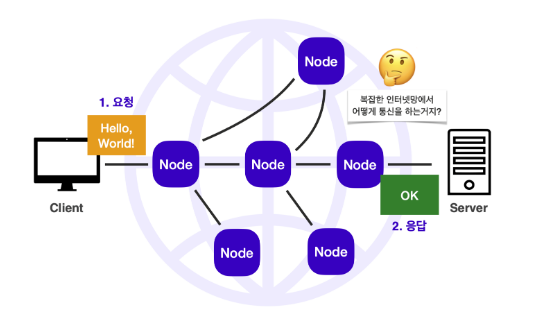 Node
복잡한 인터넷망에서
어떻게 통신을 하는거지?
1. 요청
Hello,
World!
Node
Node
Node
Client
OK
Server
2. 응답
Node
Node